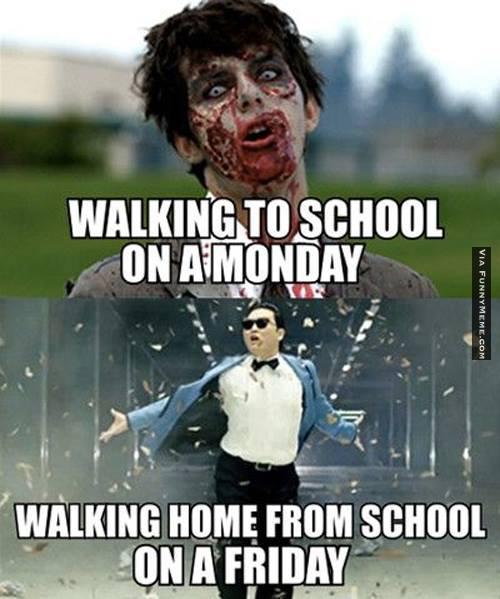 WALKING TO SCHOOL
ON A MONDAY
VIA FUNNYMEME.COM
WALKING HOME FROM SCHOOL
ON A FRIDAY